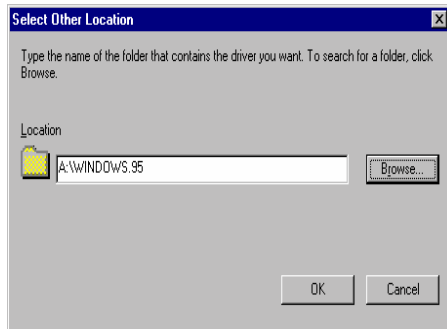 Select Other Location
Type the name of the folder that contains the driver you want. To search for a folder, click
Browse.
Location
A:\WINDOWS.95
Browse...
OK
Cancel